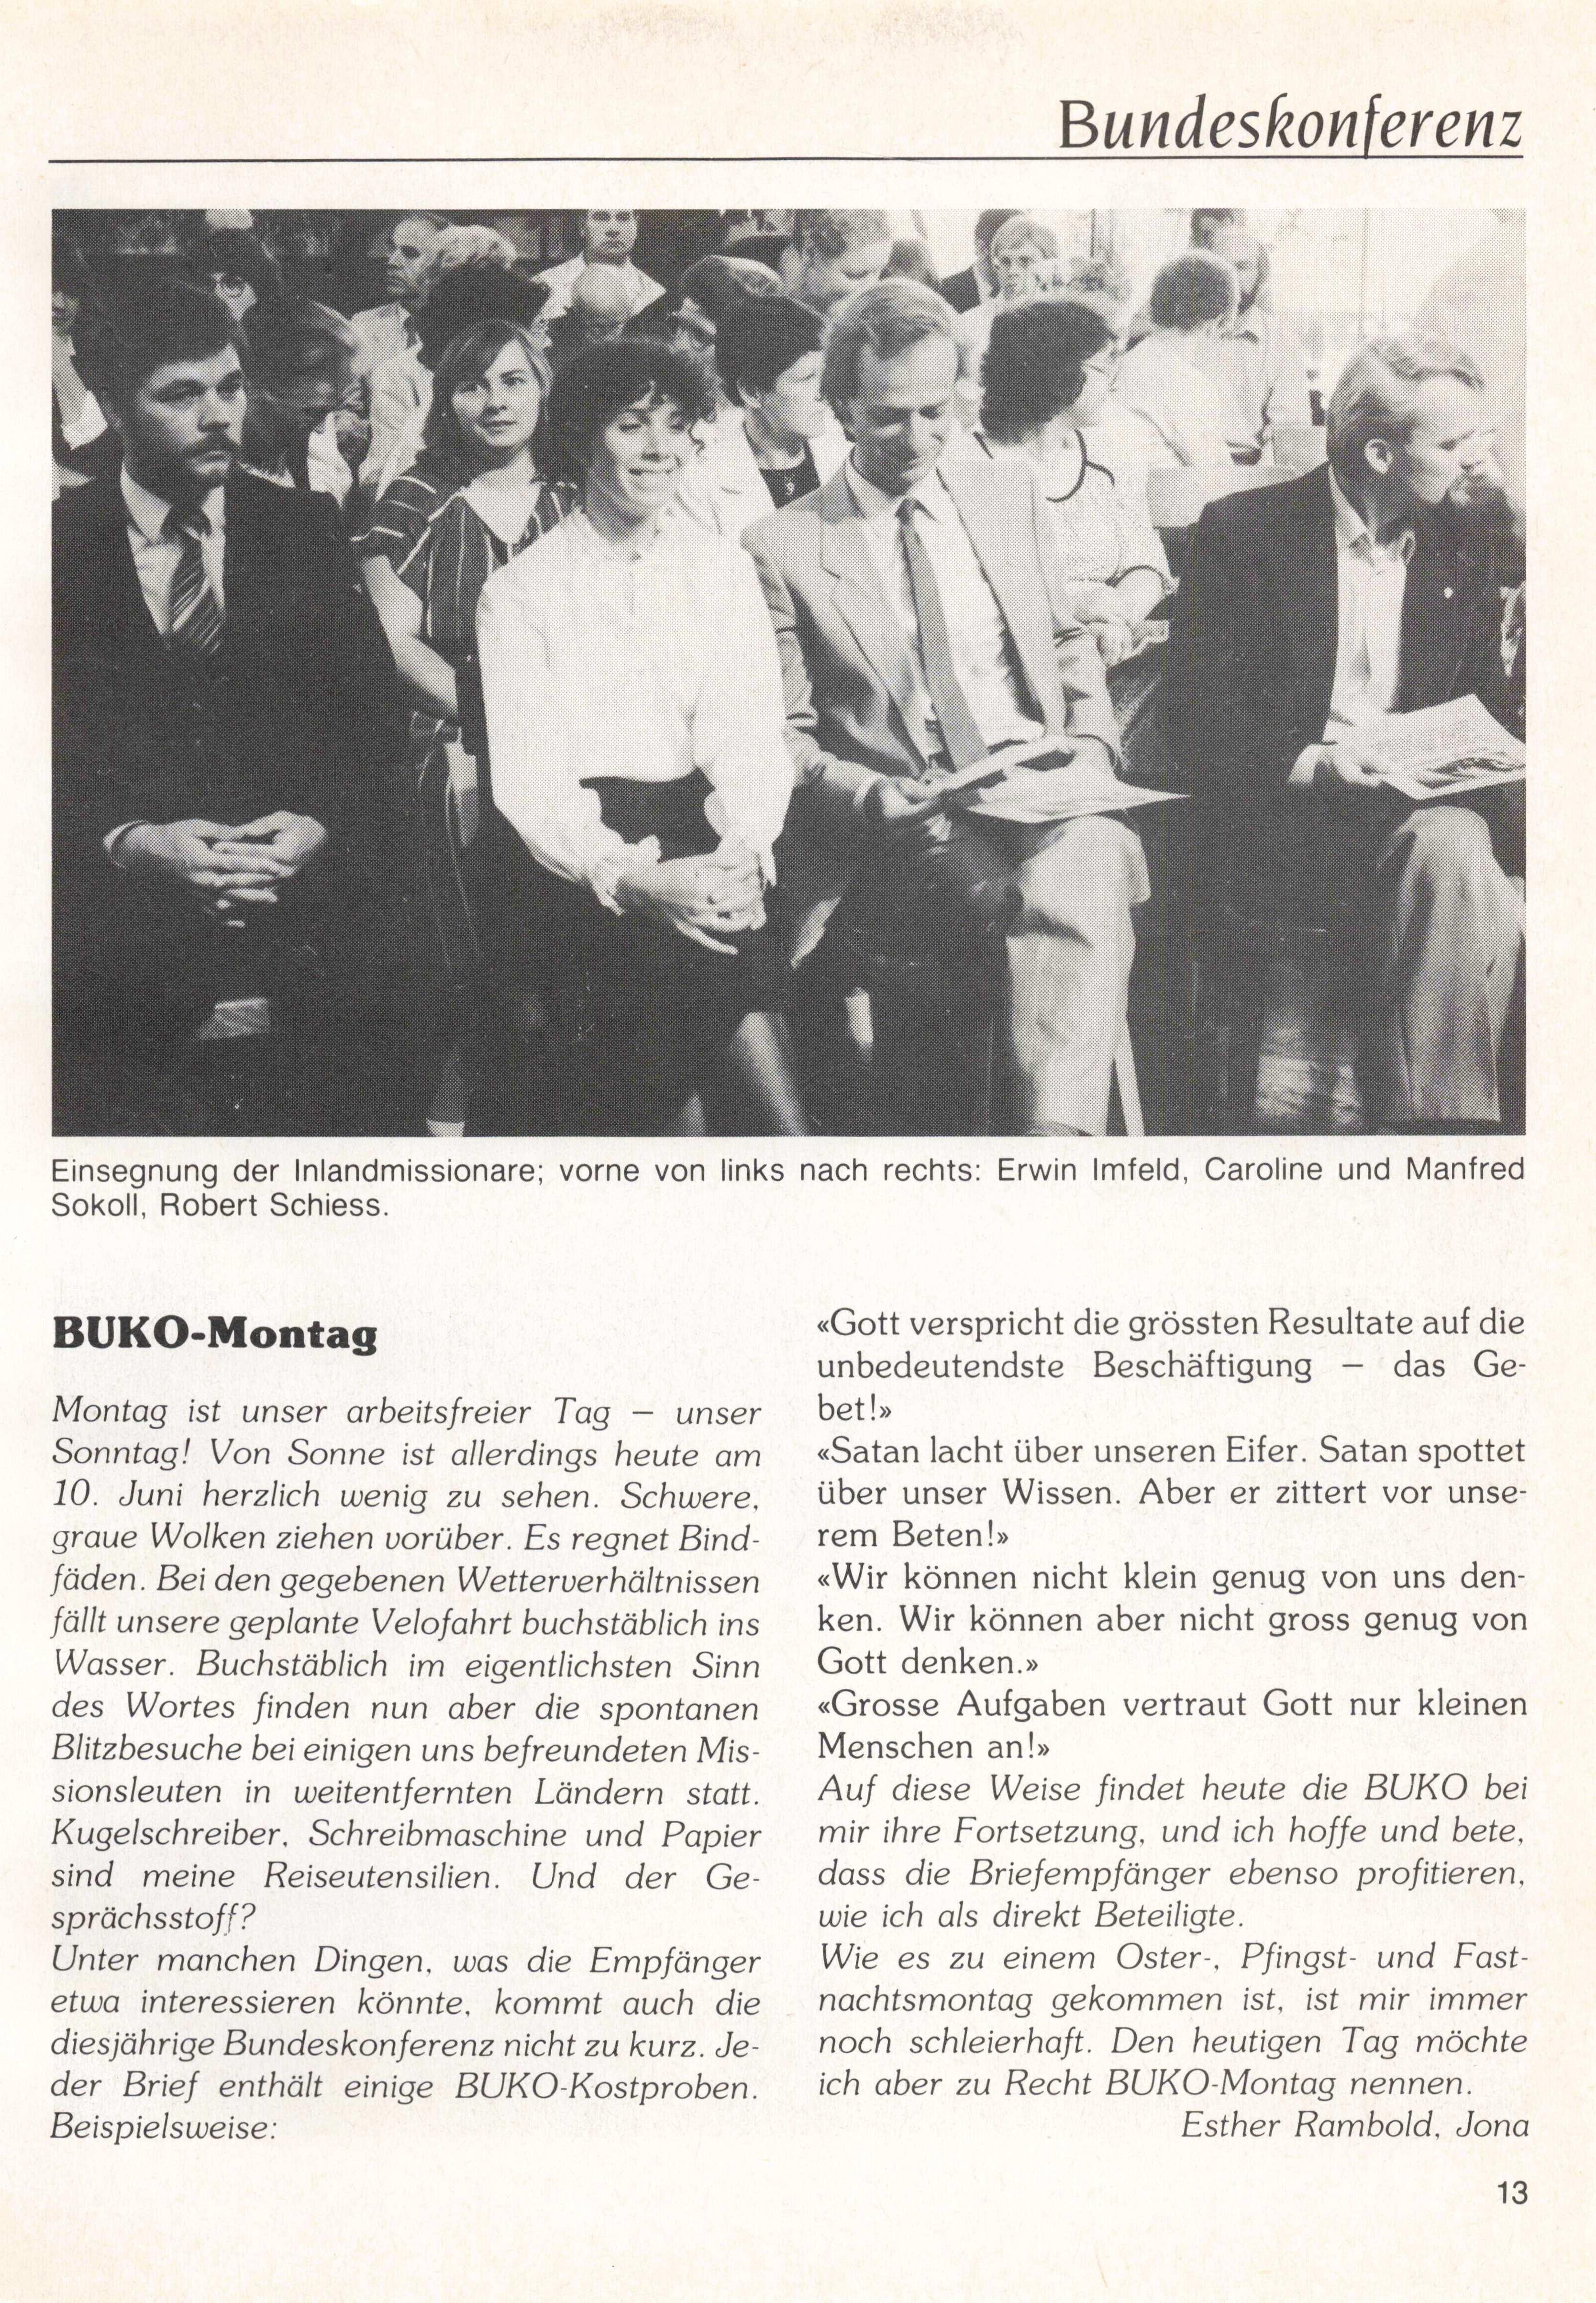 Bundeskonferenz
Einsegnung der Inlandmissionare; vorne von links nach rechts: Erwin Imfeld, Caroline und Manfred
Sokoll, Robert Schiess.
BUKO-Montag
Montag ist unser arbeitsfreier Tag – unser
Sonntag! Von Sonne ist allerdings heute am
10. Juni herzlich wenig zu sehen. Schwere,
graue Wolken ziehen vorüber. Es regnet Bind-
fäden. Bei den gegebenen Wetterverhältnissen
fällt unsere geplante Velofahrt buchstäblich ins
Wasser. Buchstäblich im eigentlichsten Sinn
des Wortes finden nun aber die spontanen
Blitzbesuche bei einigen uns befreundeten Mis-
sionsleuten in weitentfernten Ländern statt.
Kugelschreiber, Schreibmaschine und Papier
sind meine Reiseutensilien. Und der Ge-
sprächsstoff?
Unter manchen Dingen, was die Empfänger
etwa interessieren könnte, kommt auch die
diesjährige Bundeskonferenz nicht zu kurz. Je-
der Brief enthält einige BUKO-Kostproben.
Beispielsweise:
«Gott verspricht die grössten Resultate auf die
unbedeutendste Beschäftigung – das Ge-
bet!»
«Satan lacht über unseren Eifer. Satan spottet
über unser Wissen. Aber er zittert vor unse-
rem Beten!»
«Wir können nicht klein genug von uns den-
ken. Wir können aber nicht gross genug von
Gott denken.»
«Grosse Aufgaben vertraut Gott nur kleinen
Menschen an!»
Auf diese Weise findet heute die BUKO bei
mir ihre Fortsetzung, und ich hoffe und bete,
dass die Briefempfänger ebenso profitieren,
wie ich als direkt Beteiligte.
Wie es zu einem Oster-, Pfingst- und Fast-
nachtsmontag gekommen ist, ist mir immer
noch schleierhaft. Den heutigen Tag möchte
ich aber zu Recht BUKO-Montag nennen.
Esther Rambold, Jona
13